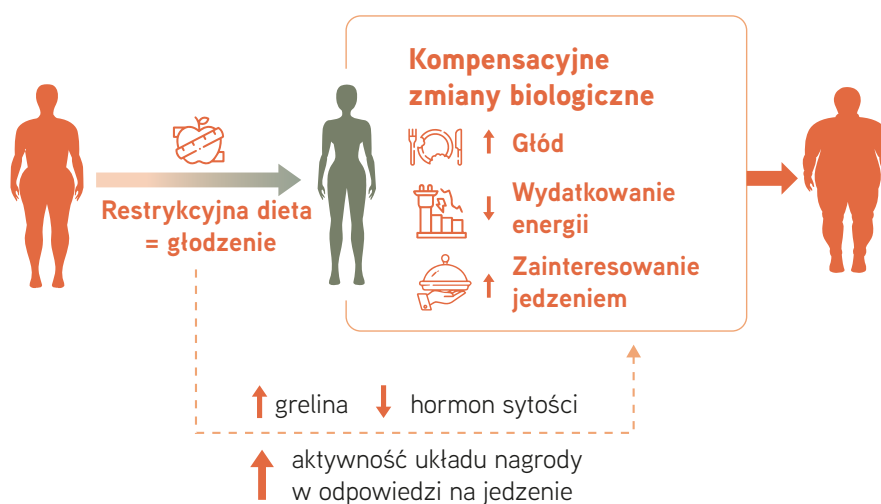 Kompensacyjne
zmiany biologiczne
Głód
Wydatkowanie
energii
Zainteresowanie
jedzeniem
Restrykcyjna dieta
= głodzenie
grelina hormon sytości
aktywność układu nagrody
w odpowiedzi na jedzenie